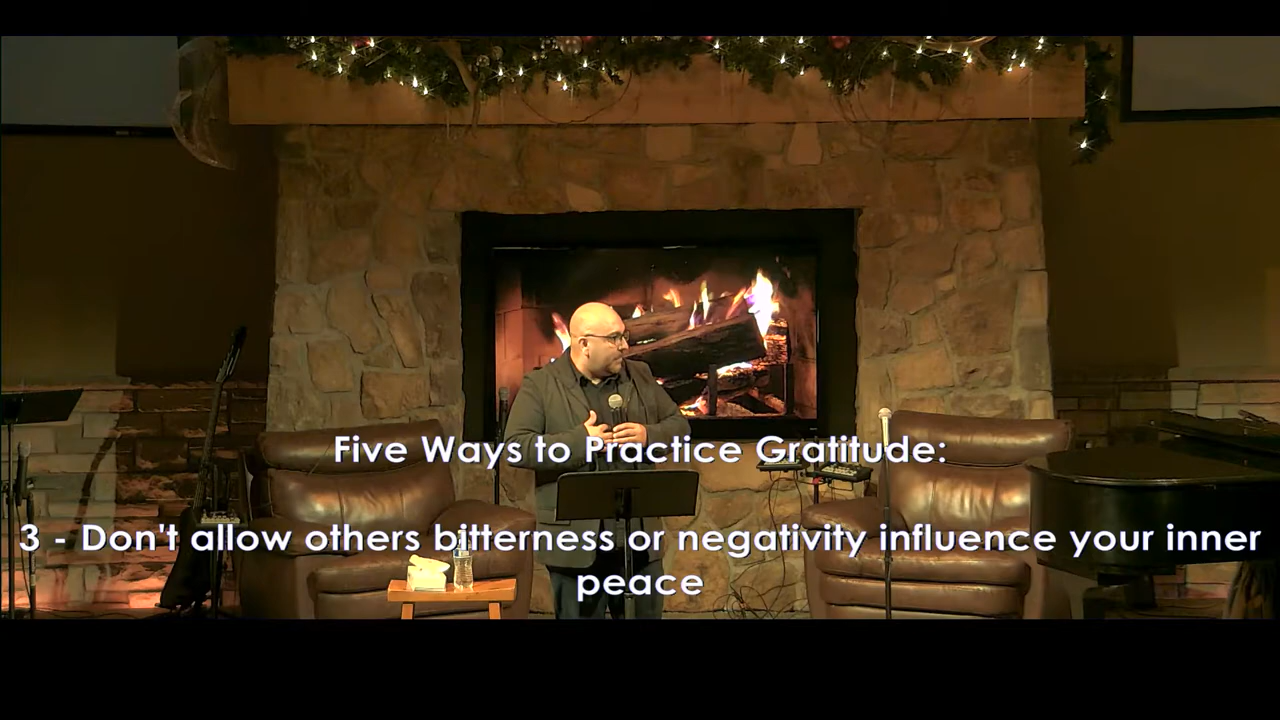 Five Ways to Practice Gratitude:
3 - Don't allow others bitterness or negativity influence your inner
peace